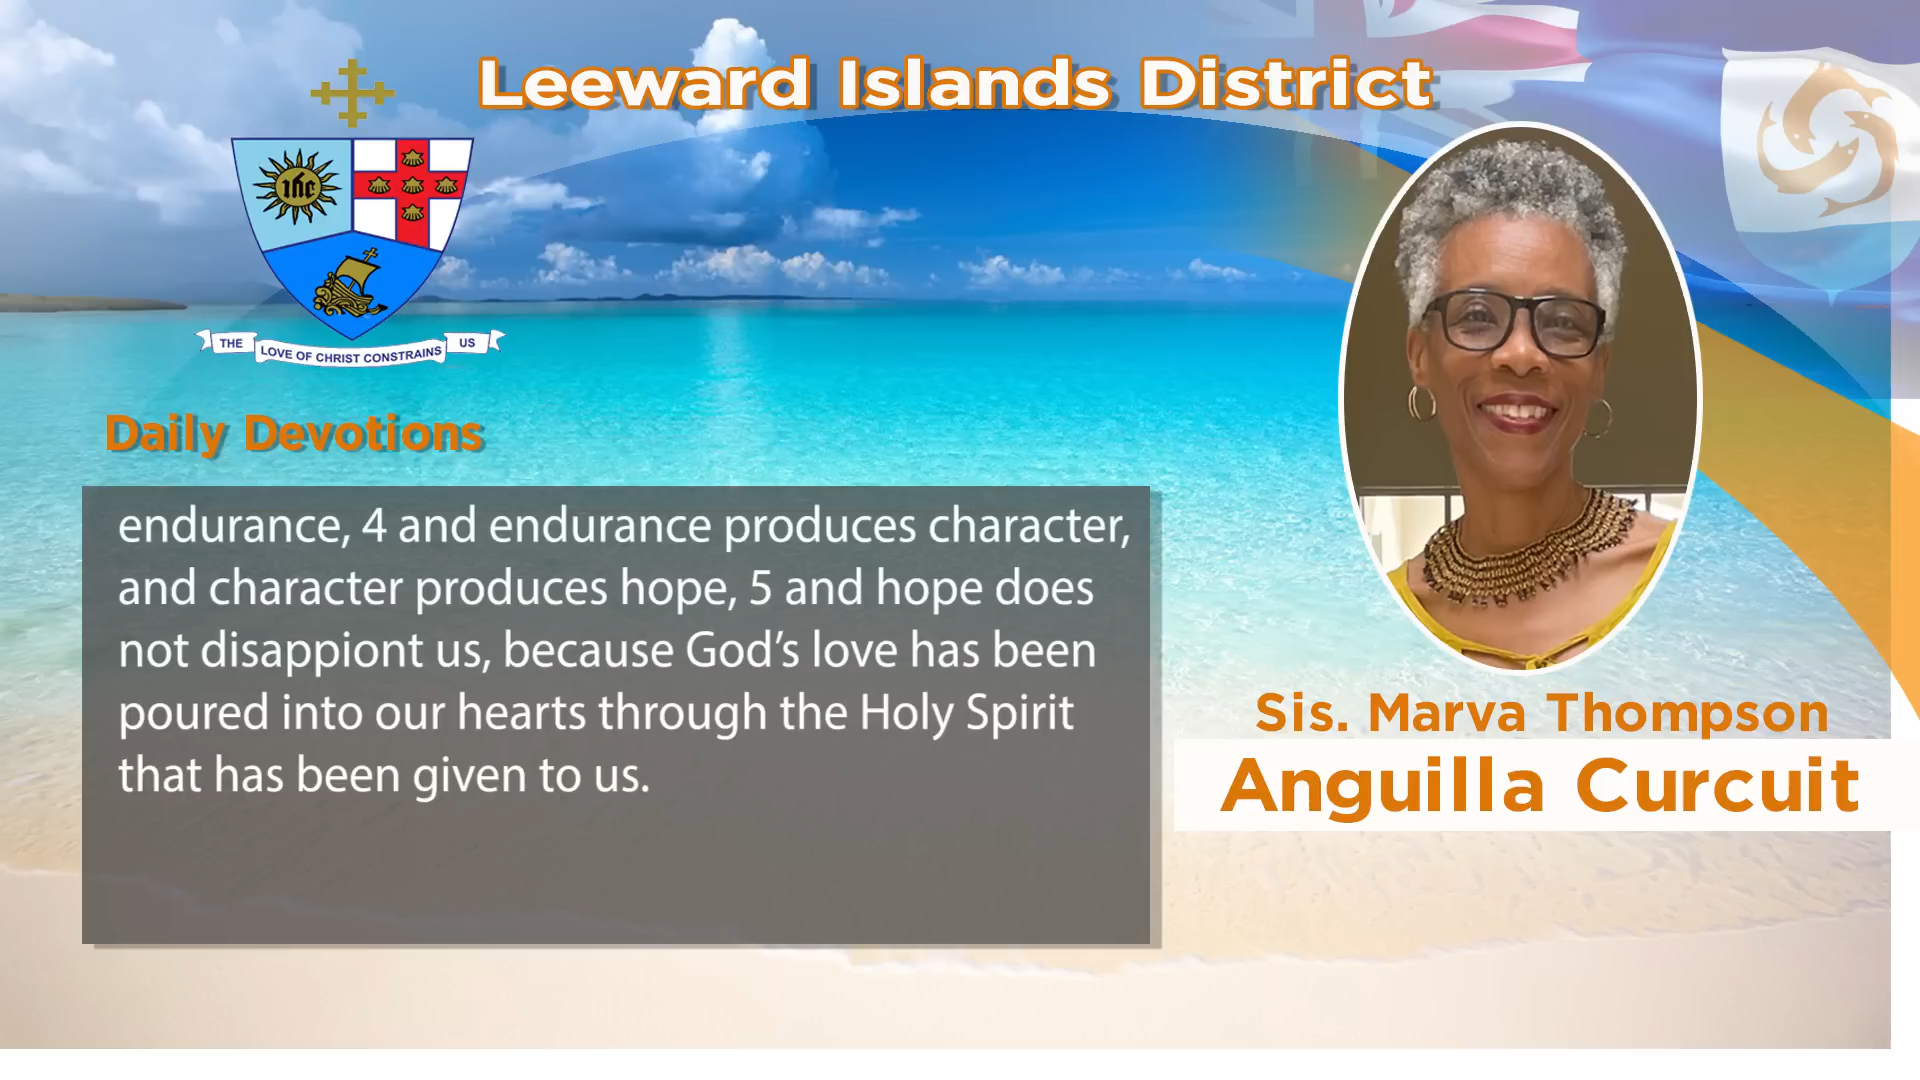 Leeward Islands District
ihc
THE LOVE OF CHRIST CONSTRAINS US
Daily Devotions
endurance, 4 and endurance produces character,
and character produces hope, 5 and hope does
not disappiont us, because God's love has been
poured into our hearts through the Holy Spirit
that has been given to us.
Sis. Marva Thompson
Anguilla Curcuit